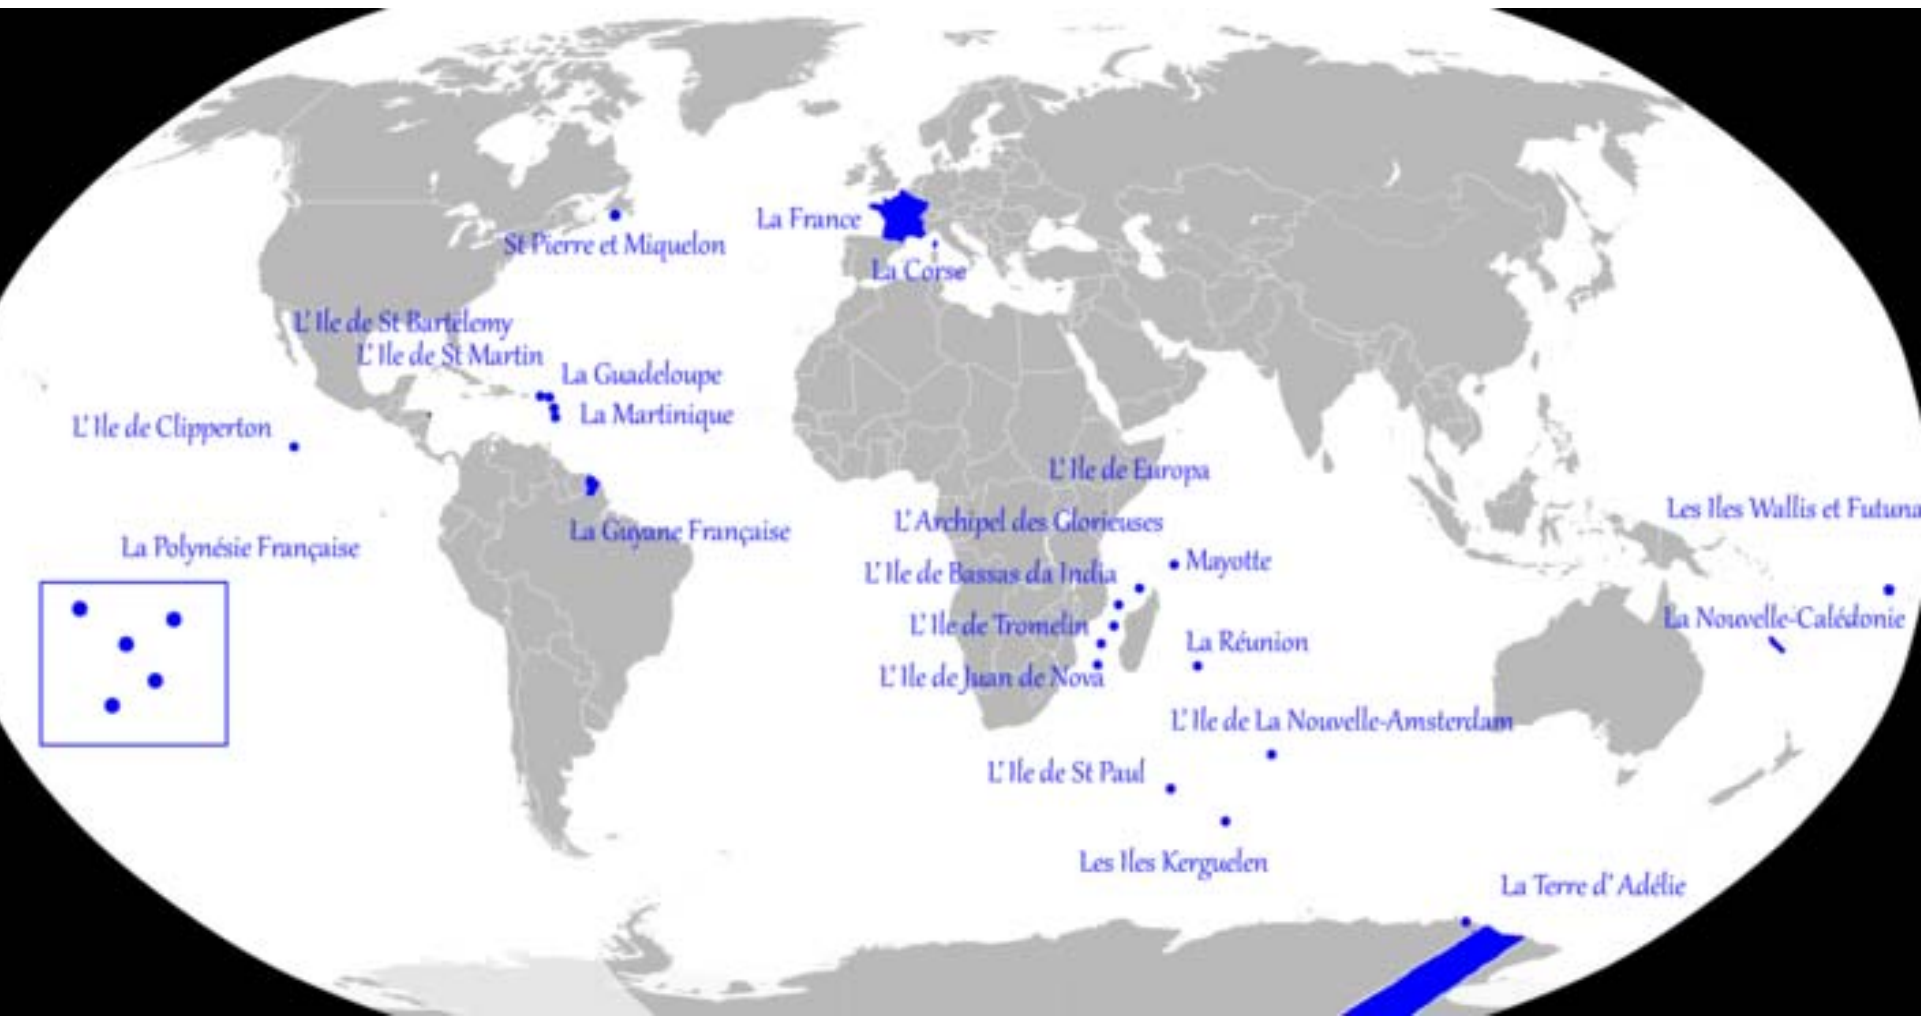 La France
St Pierre et Miquelon
La Corse
L' Ile de St Bartélemy
L' Ile de St Martin
La Guadeloupe
La Martinique
L' Ile de Clipperton
L' Ile de Europa
Les Iles Wallis et Futuna
L' Archipel des Glorieuses
La Guyane Française
La Polynésie Française
Mayotte
L' Ile de Bassas da India
La Nouvelle-Calédonie
L' Ile de Tromelin
La Réunion
L' Ile de Juan de Nova
L' Ile de La Nouvelle-Amsterdam
L' Ile de St Paul
Les Iles Kerguelen
La Terre d' Adélie